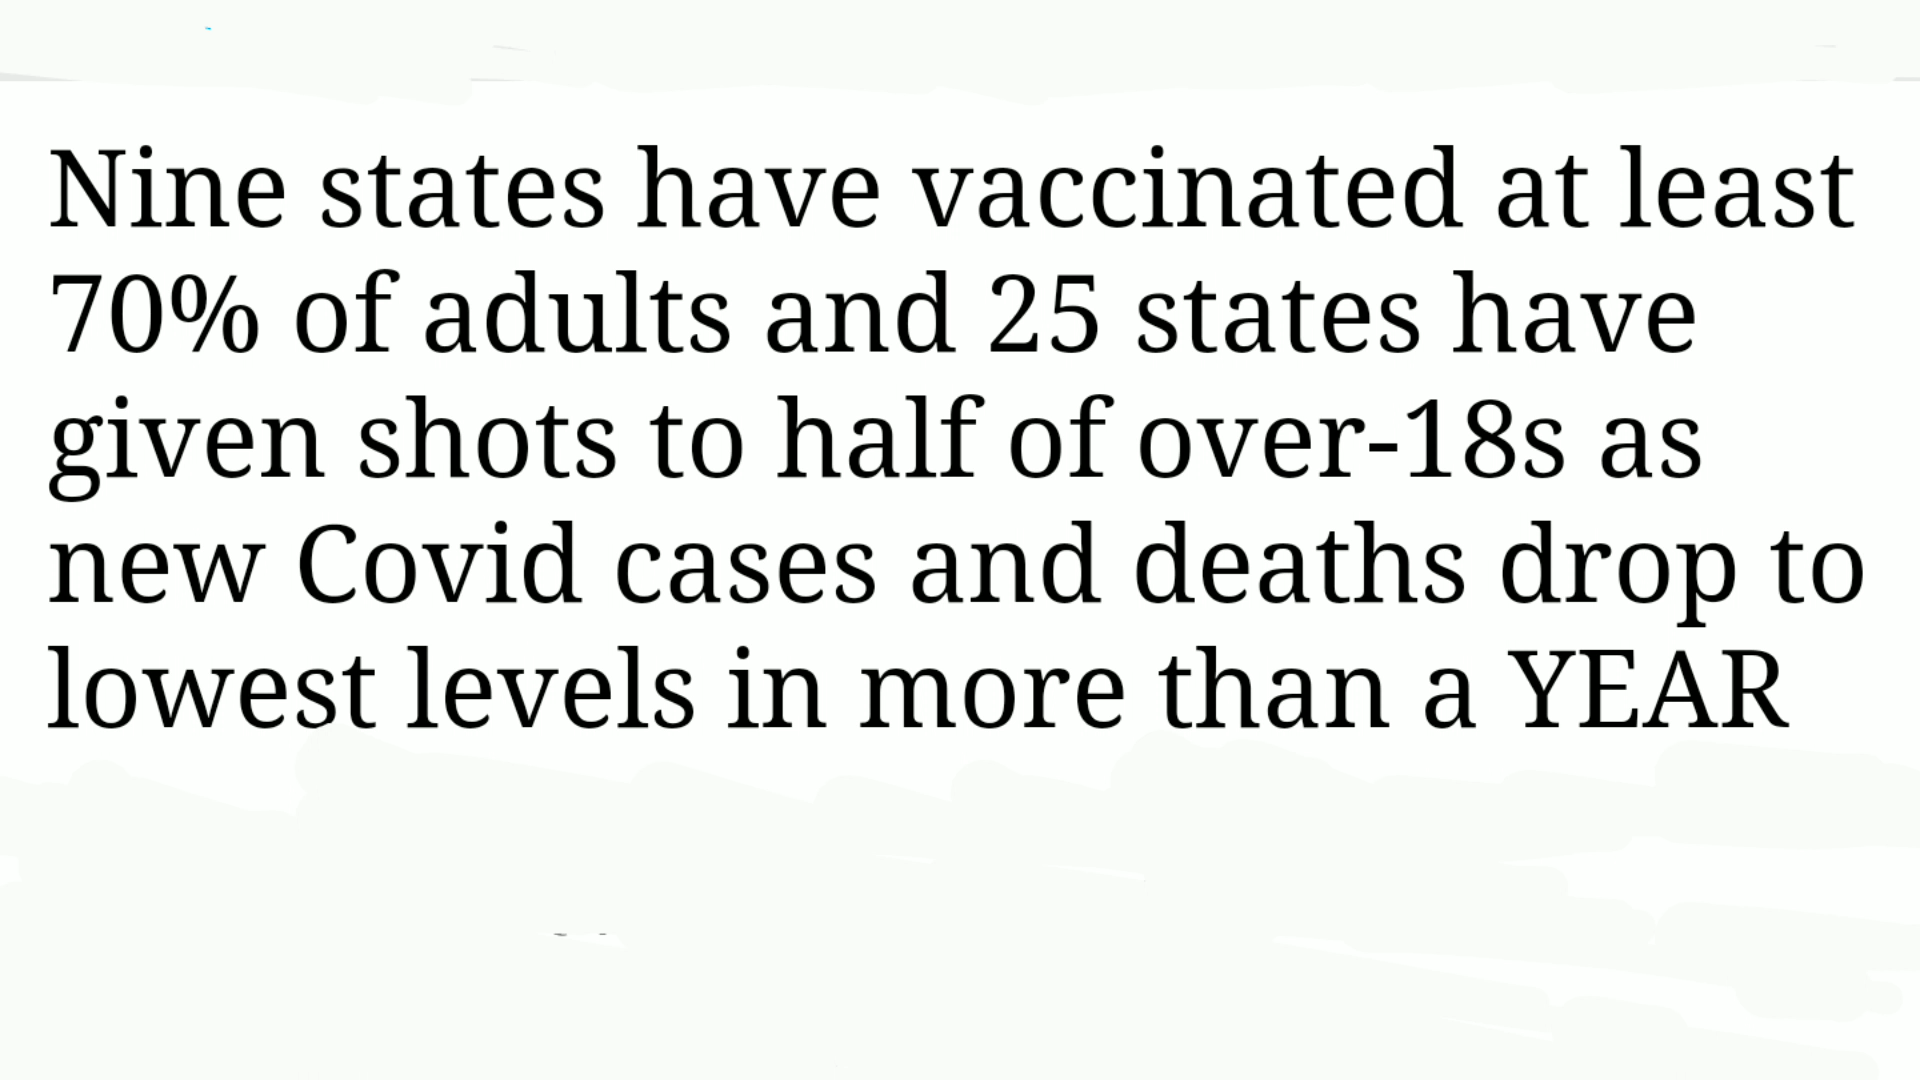 Nine states have vaccinated at least
70% of adults and 25 states have
given shots to half of over-18s as
new Covid cases and deaths drop to
lowest levels in more than a YEAR